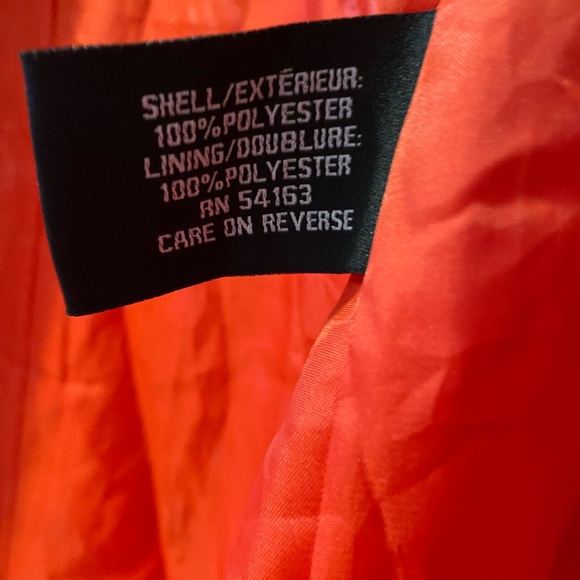 SHELL/EXTÉRIEUR:
100%POLYESTER
LINING/DOUBLURE:
100%POLYESTER
RN 54163
CARE ON REVERSE